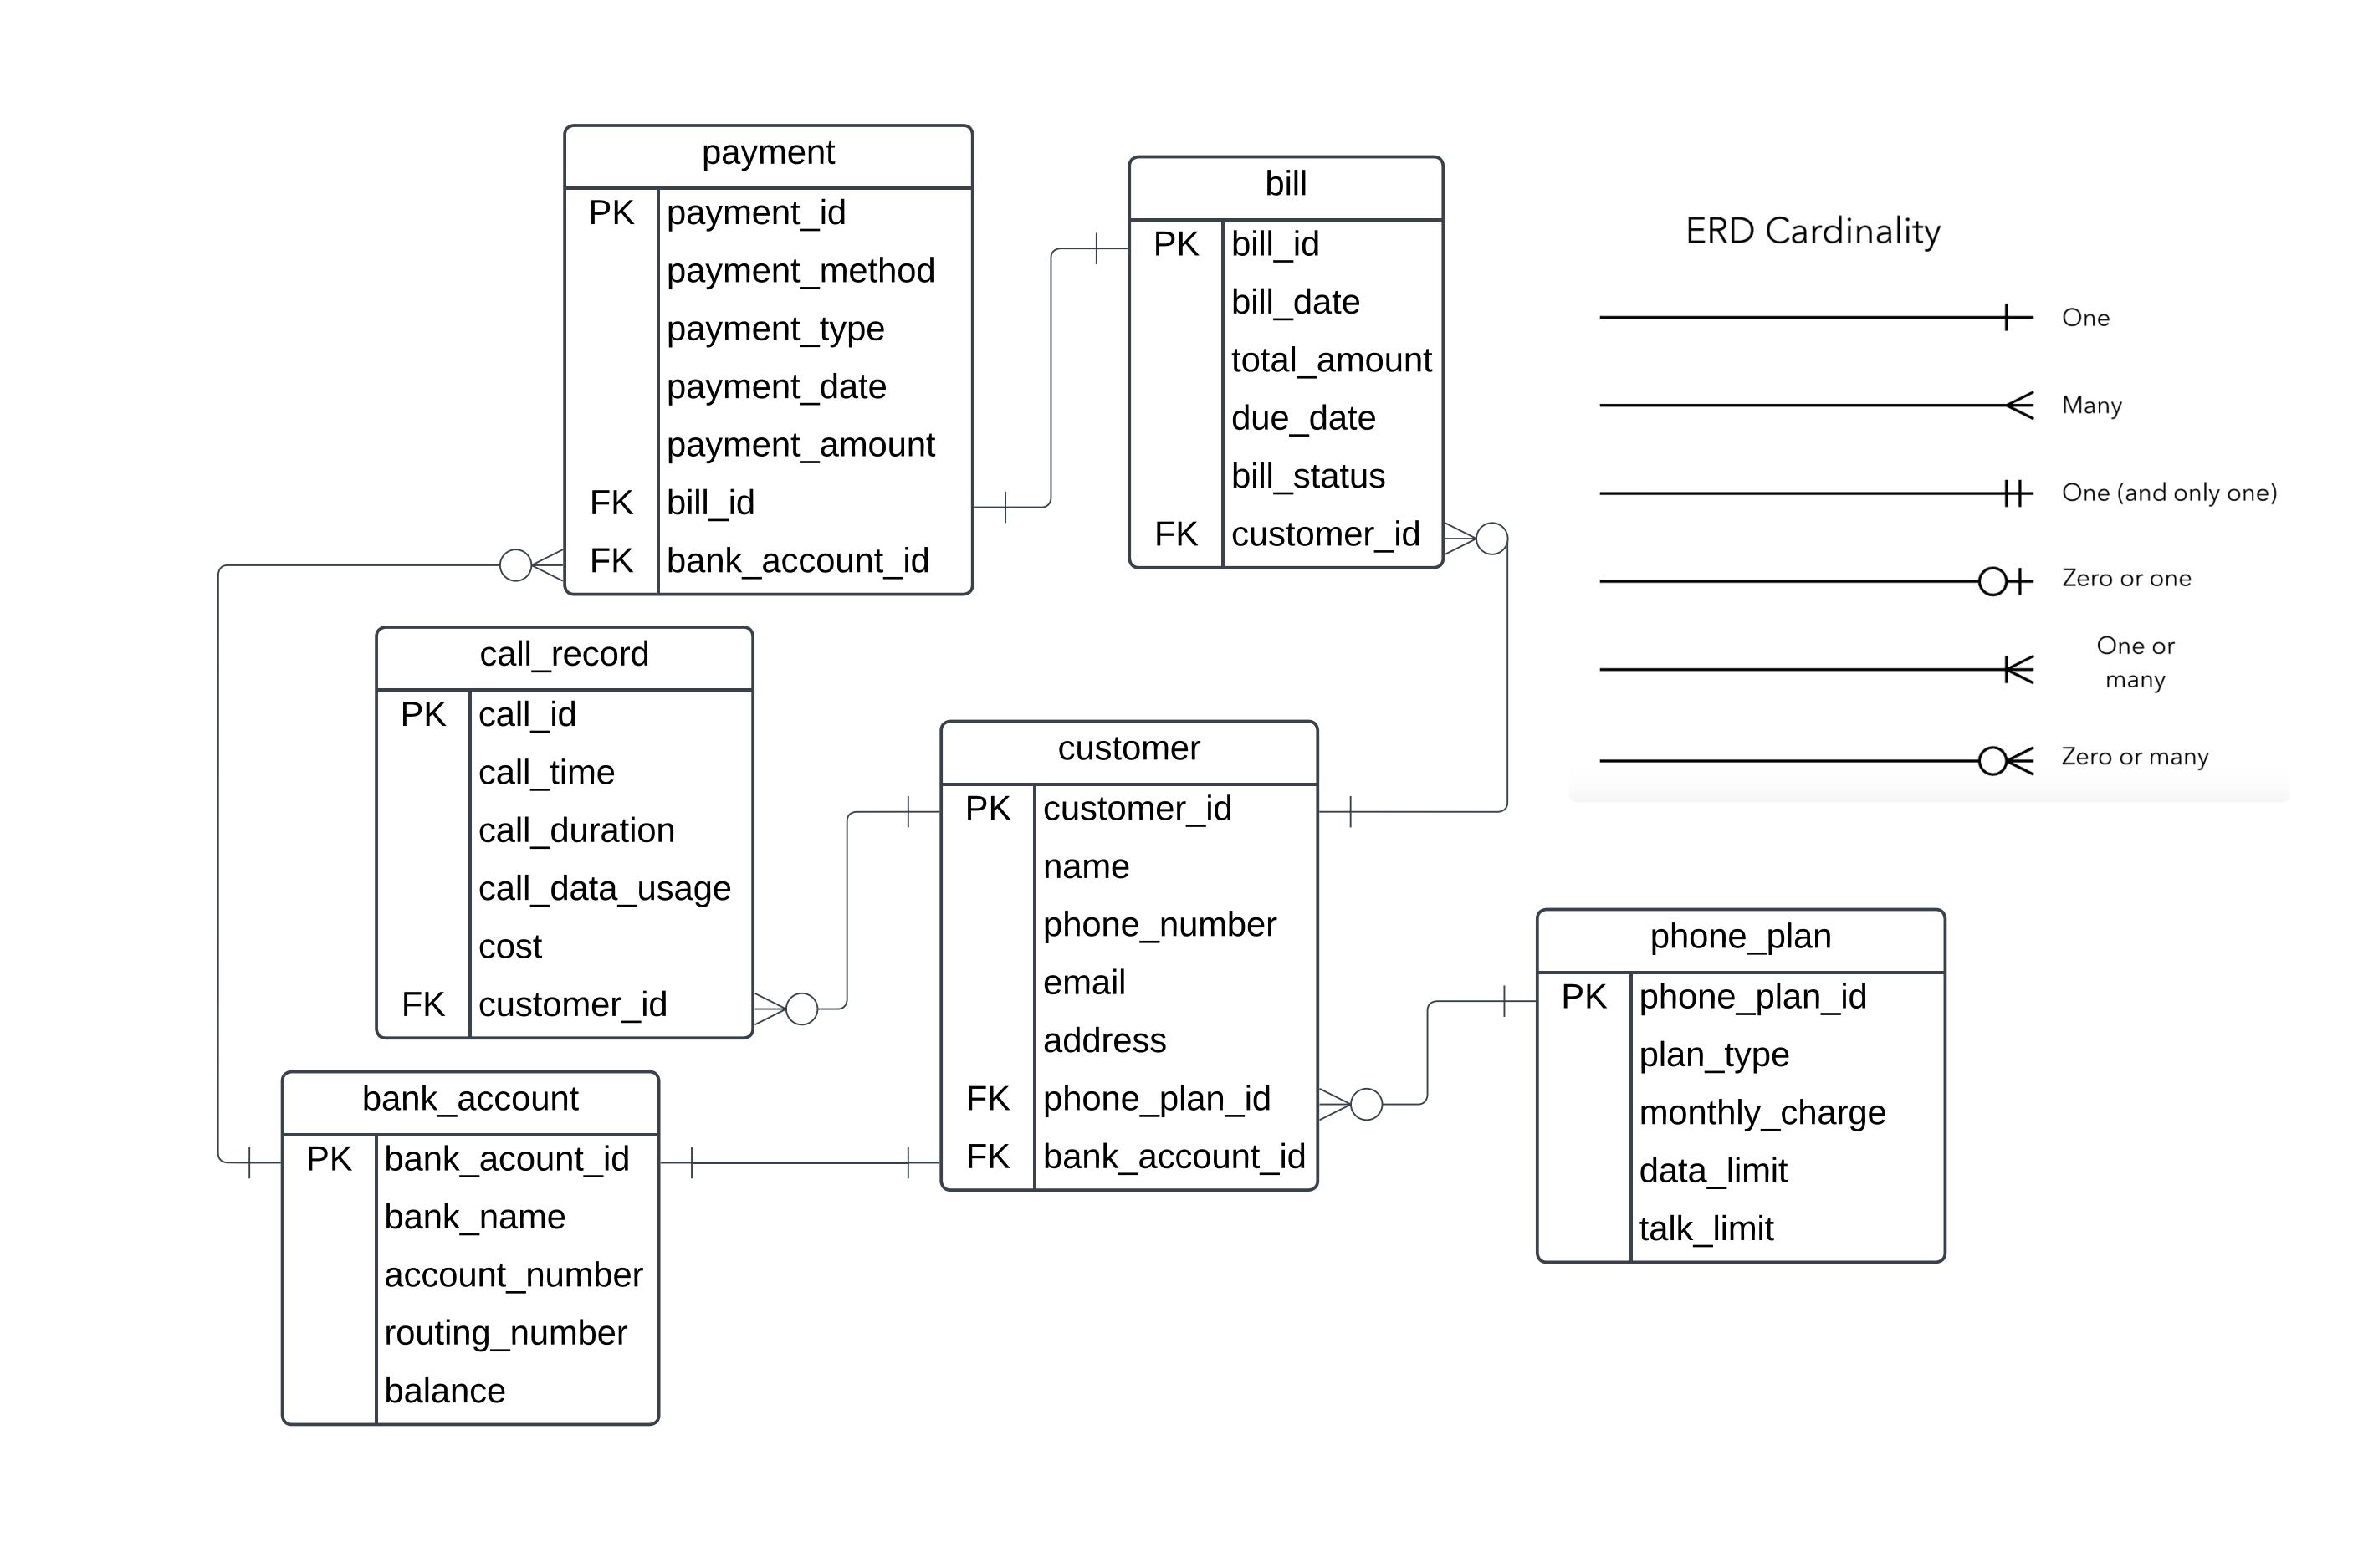 payment
PK payment_id
payment_method
payment_type
payment_date
payment_amount
FK bill_id
FK bank_account_id
bill
PK bill_id
bill_date
total_amount
due_date
bill_status
FK customer_id
ERD Cardinality
One
Many
One (and only one)
Zero or one
One or
many
Zero or many
call_record
PK call_id
call_time
call_duration
call_data_usage
cost
FK customer_id
customer
PK customer_id
name
phone_number
email
address
FK phone_plan_id
FK bank_account_id
phone_plan
PK phone_plan_id
plan_type
monthly_charge
data_limit
talk_limit
bank_account
PK bank_acount_id
bank_name
account_number
routing_number
balance